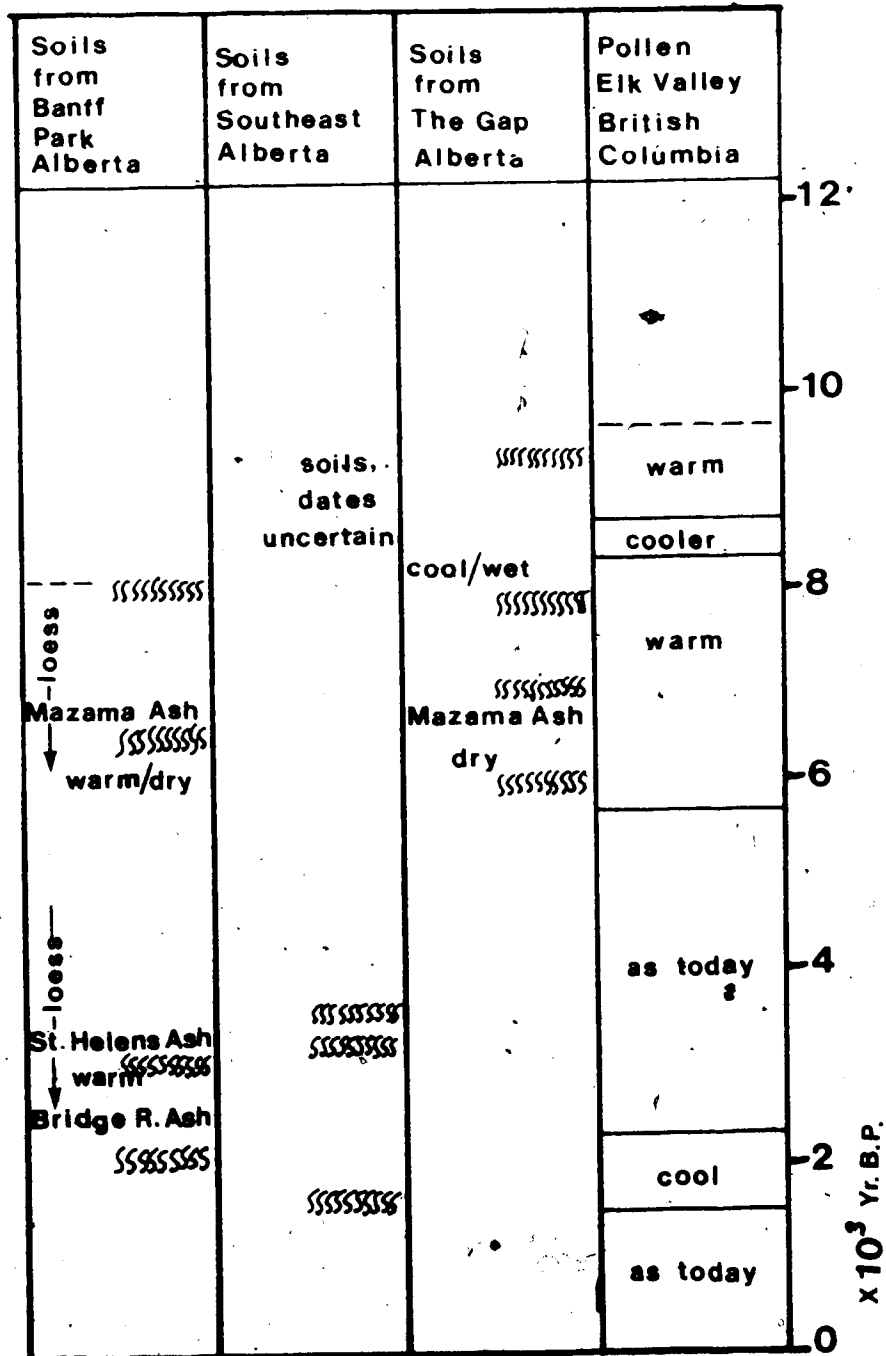 Soils
from
Banff
Park
Alberta
Soils
from
Southeast
Alberta
Soils
from
The Gap
Alberta
Pollen
Elk Valley
British
Columbia
loess
Mazama Ash
warm/dry
loess
St. Helens Ash
warm
Bridge R. Ash
soils,
dates
uncertain
cool/wet
Mazama Ash
dry
warm
cooler
warm
as today
cool
as today
12
10
8
6
4
2
0
x 10³ Yr. B.P.